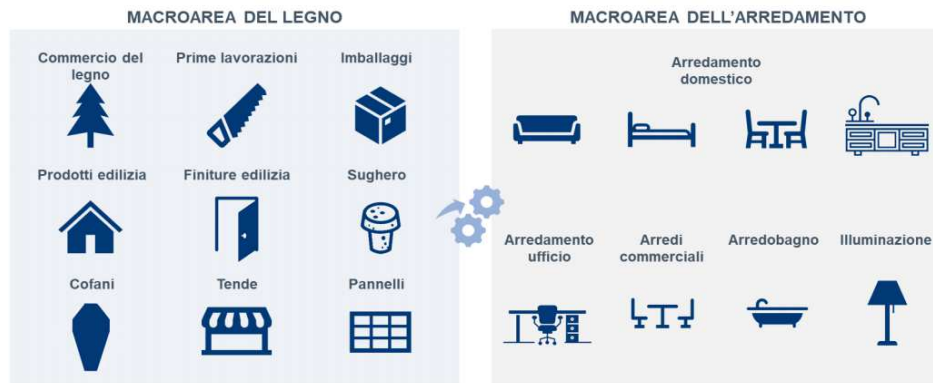 MACROAREA DEL LEGNO
Commercio del
legno
Prime lavorazioni
Imballaggi
Prodotti edilizia
Finiture edilizia
Sughero
Cofani
Tende
Pannelli
MACROAREA DELL'ARREDAMENTO
Arredamento
domestico
Arredamento
ufficio
Arredi
commerciali
Arredobagno
Illuminazione